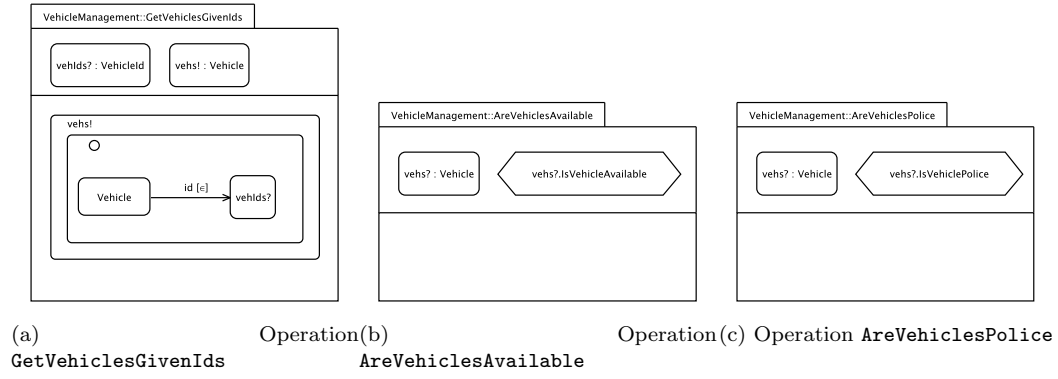 VehicleManagement::GetVehiclesGivenIds
vehIds? : VehicleId
vehs! : Vehicle
vehs!
Vehicle
id [∈]
vehIds?
VehicleManagement::AreVehiclesAvailable
vehs? : Vehicle
vehs?.IsVehicleAvailable
VehicleManagement::AreVehiclesPolice
vehs? : Vehicle
vehs?.IsVehiclePolice
(a) Operation
GetVehiclesGivenIds
(b) Operation
AreVehiclesAvailable
(c) Operation AreVehiclesPolice